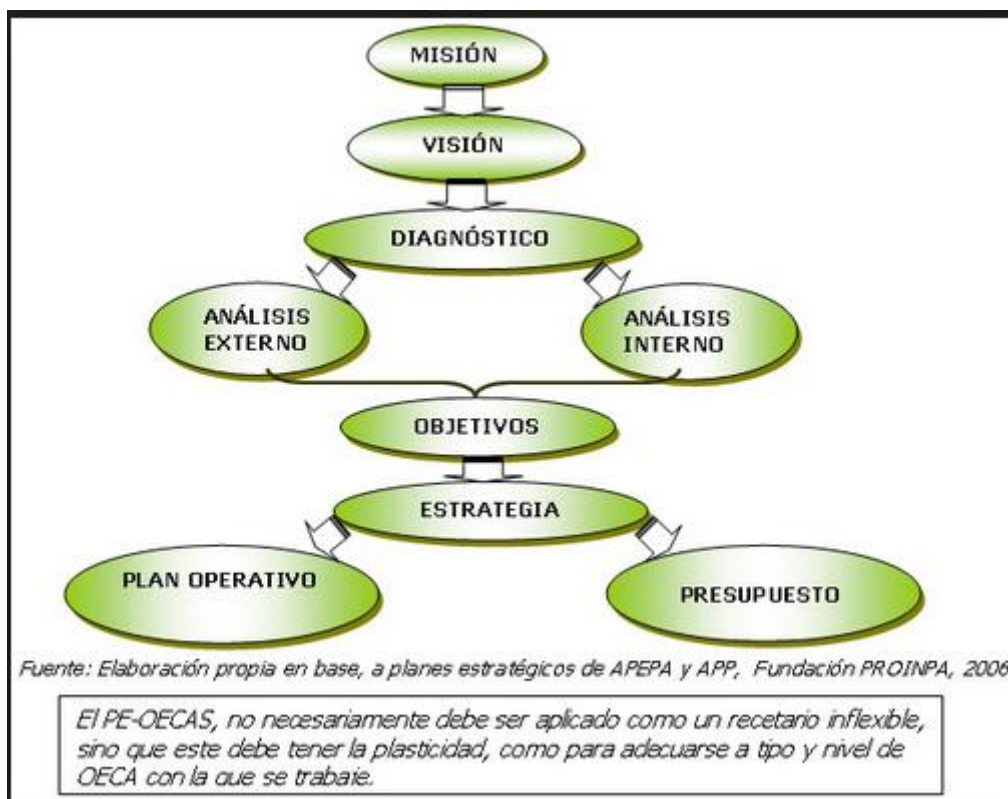 MISIÓN
VISIÓN
DIAGNÓSTICO
ANÁLISIS
EXTERNO
ANÁLISIS
INTERNO
OBJETIVOS
ESTRATEGIA
PLAN OPERATIVO
PRESUPUESTO
Fuente: Elaboración propia en base, a planes estratégicos de APEPA y APP, Fundación PROINPA, 2006
El PE-OECAS, no necesariamente debe ser aplicado como un recetario inflexible,
sino que este debe tener la plasticidad, como para adecuarse a tipo y nivel de
OECA con la que se trabaje.